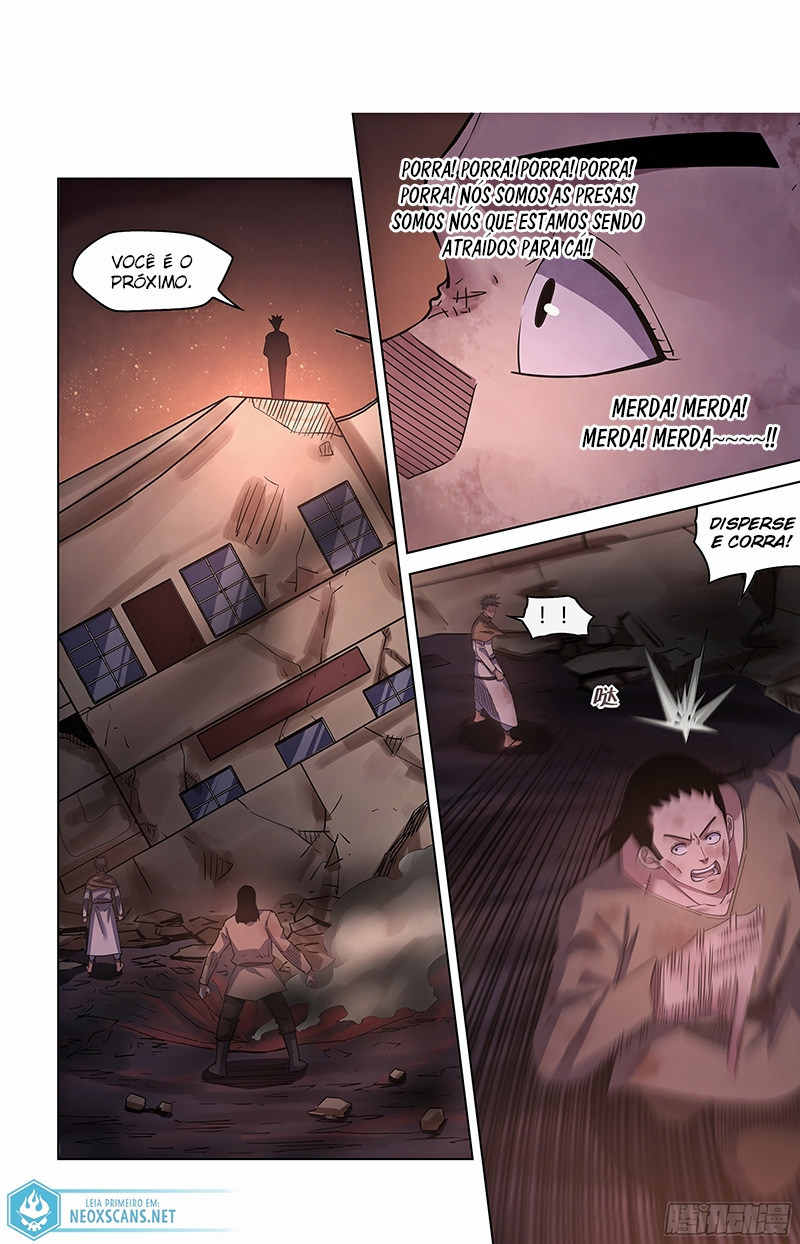 VOCÊ É O
PRÓXIMO.
PORRA! PORRA! PORRA! PORRA!
PORRA! NÓS SOMOS AS PRESAS!
SOMOS NÓS QUE ESTAMOS SENDO
ATRAÍDOS PARA CÁ!!
MERDA! MERDA!
MERDA! MERDA~~~~!!
DISPERSE
E CORRA!
! !
哒
LEIA PRIMEIRO EM:
NEOXSCANS.NET
腾讯动漫